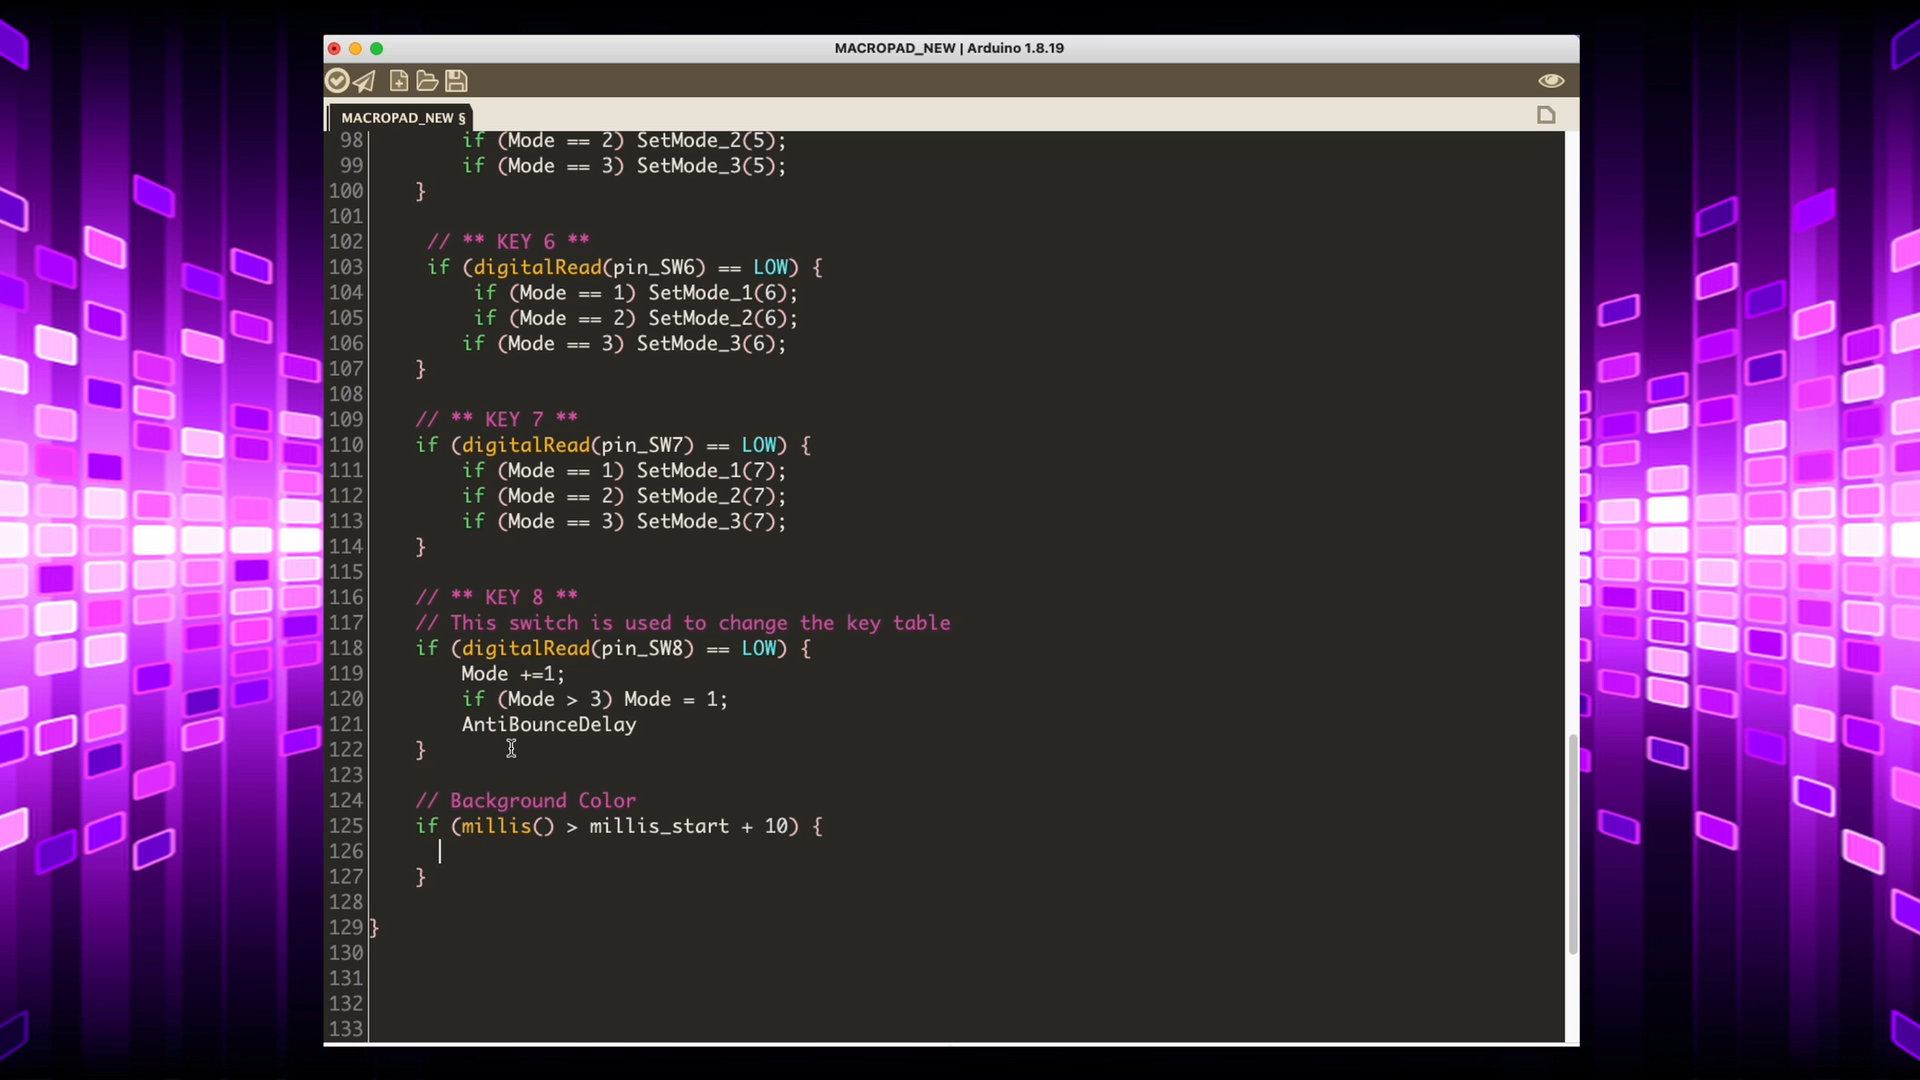 MACROPAD_NEW | Arduino 1.8.19
MACROPAD_NEW §
98 if (Mode == 2) SetMode_2(5);
99 if (Mode == 3) SetMode_3(5);
100 }
101
102 // ** KEY 6 **
103 if (digitalRead(pin_SW6) == LOW) {
104 if (Mode == 1) SetMode_1(6);
105 if (Mode == 2) SetMode_2(6);
106 if (Mode == 3) SetMode_3(6);
107 }
108
109 // ** KEY 7 **
110 if (digitalRead(pin_SW7) == LOW) {
111 if (Mode == 1) SetMode_1(7);
112 if (Mode == 2) SetMode_2(7);
113 if (Mode == 3) SetMode_3(7);
114 }
115
116 // ** KEY 8 **
117 // This switch is used to change the key table
118 if (digitalRead(pin_SW8) == LOW) {
119 Mode +=1;
120 if (Mode > 3) Mode = 1;
121 AntiBounceDelay
122 }
123
124 // Background Color
125 if (millis() > millis_start + 10) {
126
127 }
128
129 }
130
131
132
133